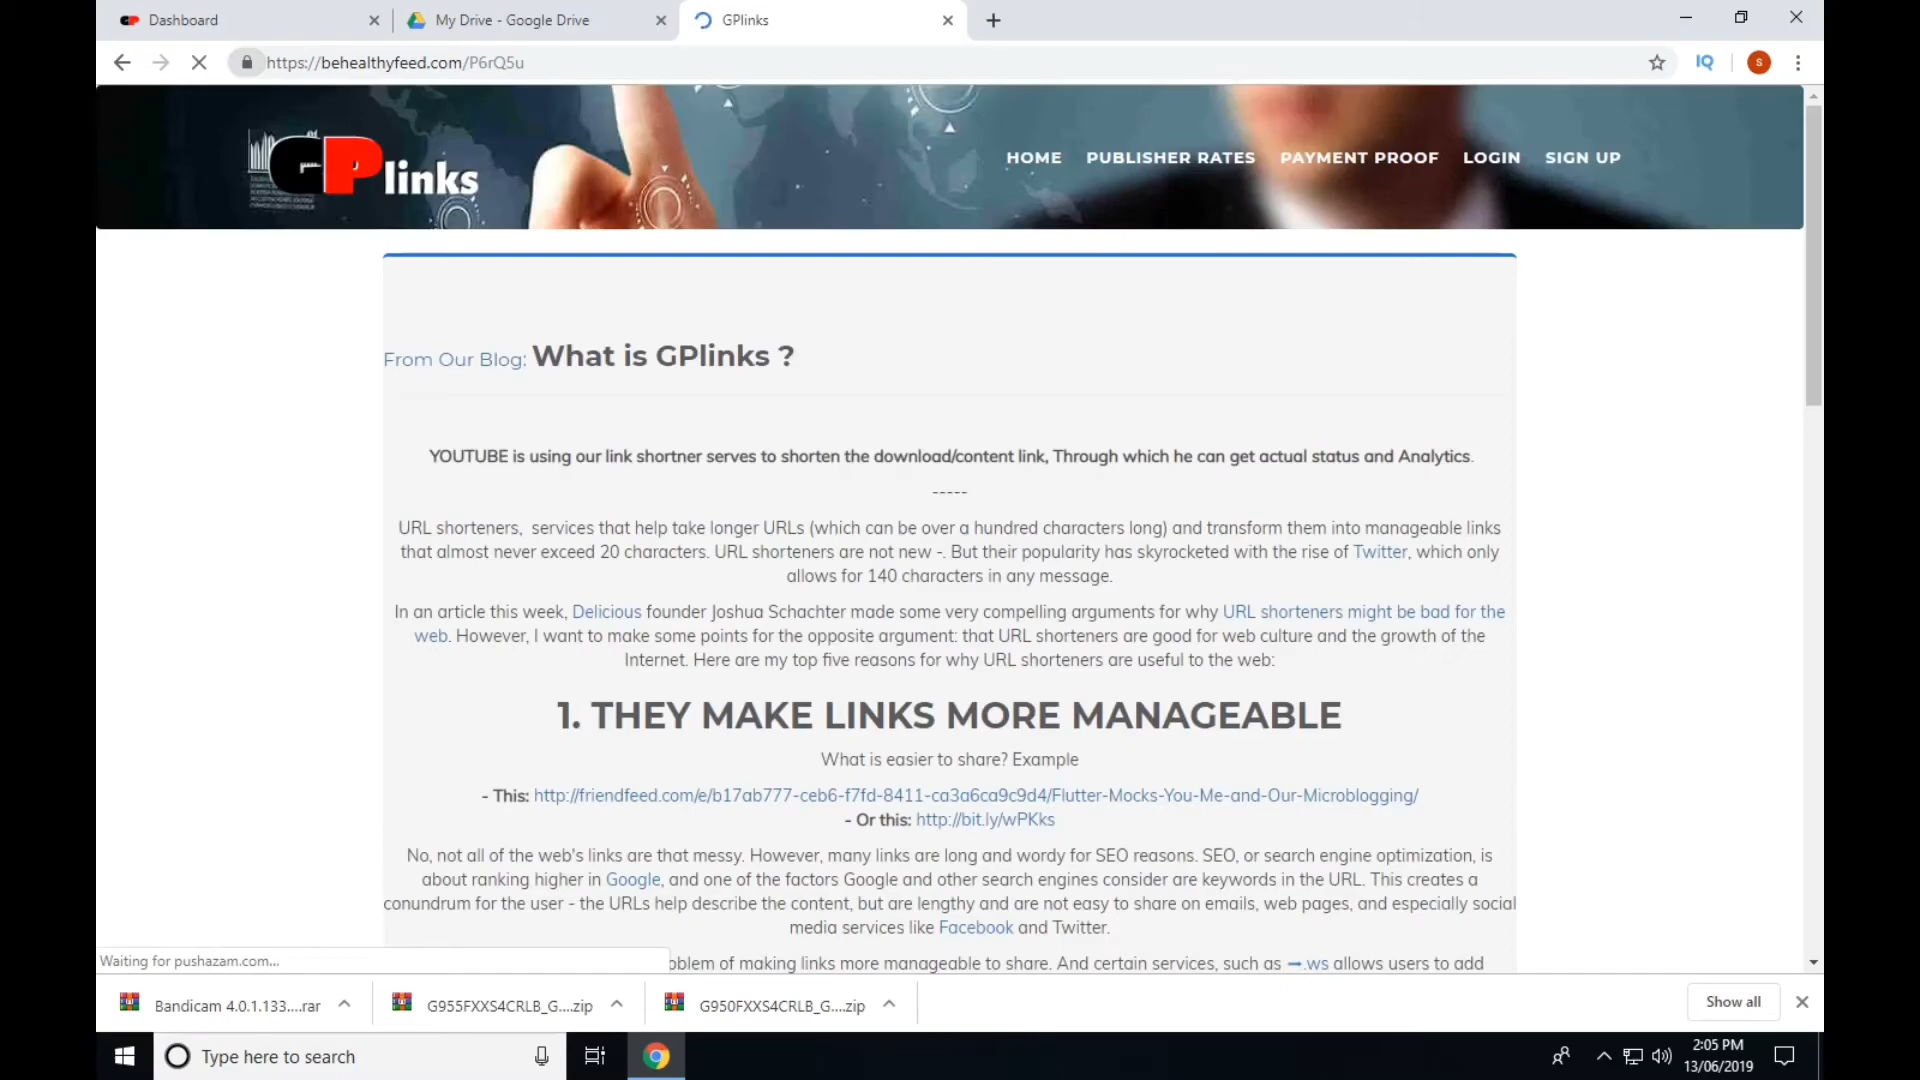 Dashboard
My Drive - Google Drive
GPlinks
https://behealthyfeed.com/P6rQ5u
IQ
S
GPlinks
HOME PUBLISHER RATES PAYMENT PROOF LOGIN SIGN UP
From Our Blog: What is GPlinks ?
YOUTUBE is using our link shortner serves to shorten the download/content link, Through which he can get actual status and Analytics.
-----
URL shorteners, services that help take longer URLs (which can be over a hundred characters long) and transform them into manageable links
that almost never exceed 20 characters. URL shorteners are not new -. But their popularity has skyrocketed with the rise of Twitter, which only
allows for 140 characters in any message.
In an article this week, Delicious founder Joshua Schachter made some very compelling arguments for why URL shorteners might be bad for the
web. However, I want to make some points for the opposite argument: that URL shorteners are good for web culture and the growth of the
Internet. Here are my top five reasons for why URL shorteners are useful to the web:
1. THEY MAKE LINKS MORE MANAGEABLE
What is easier to share? Example
- This: http://friendfeed.com/e/b17ab777-ceb6-f7fd-8411-ca3a6ca9c9d4/Flutter-Mocks-You-Me-and-Our-Microblogging/
- Or this: http://bit.ly/wPKks
No, not all of the web's links are that messy. However, many links are long and wordy for SEO reasons. SEO, or search engine optimization, is
about ranking higher in Google, and one of the factors Google and other search engines consider are keywords in the URL. This creates a
conundrum for the user - the URLs help describe the content, but are lengthy and are not easy to share on emails, web pages, and especially social
media services like Facebook and Twitter.
oblem of making links more manageable to share. And certain services, such as ➡.ws allows users to add
Waiting for pushazam.com...
Bandicam 4.0.1.133....rar
G955FXXS4CRLB_G....zip
G950FXXS4CRLB_G....zip
Show all
Type here to search
2:05 PM
13/06/2019